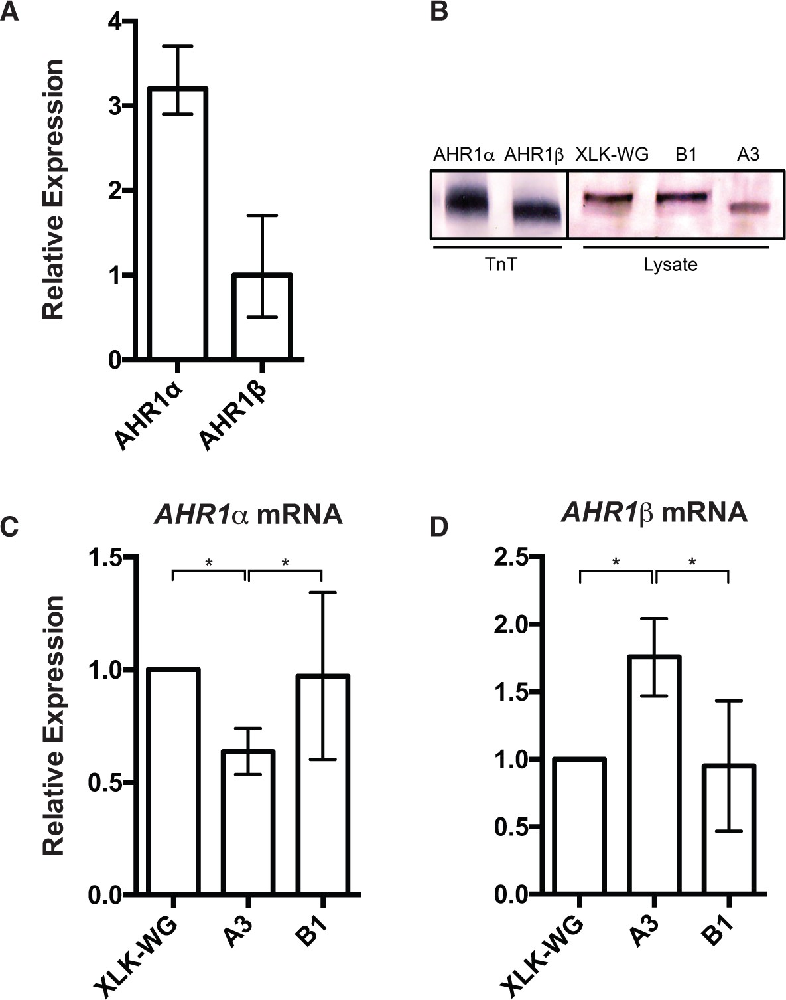 A
Relative Expression
4
3
2
1
0
AHR1α
AHR1β
B
AHR1α AHR1β XLK-WG B1 A3
TnT Lysate
C
AHR1α mRNA
Relative Expression
1.5
1.0
0.5
0.0
* *
XLK-WG
A3
B1
D
AHR1β mRNA
2.5
2.0
1.5
1.0
0.5
0.0
* *
XLK-WG
A3
B1